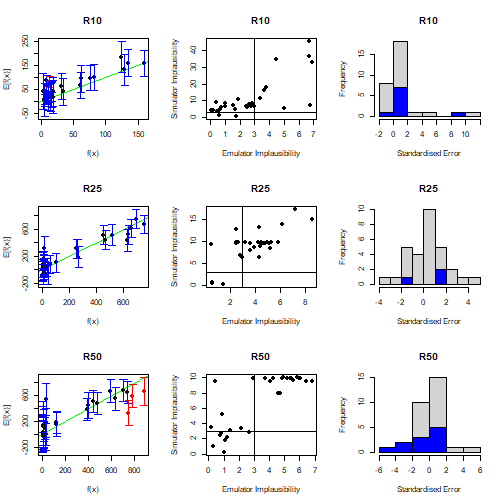 R10 R10 R10
E[f(x)] Simulator Implausibility Frequency
-50 50 150 250
0 10 20 30 40
0 5 10 15
0 50 100 150
0 1 2 3 4 5 6 7
-2 0 2 4 6 8 10
f(x) Emulator Implausibility Standardised Error
R25 R25 R25
E[f(x)] Simulator Implausibility Frequency
-200 200 600
0 5 10 15
0 2 4 6 8 10
0 200 400 600
2 4 6 8
-4 -2 0 2 4
f(x) Emulator Implausibility Standardised Error
R50 R50 R50
E[f(x)] Simulator Implausibility Frequency
-200 200 600
0 2 4 6 8 10
0 5 10 15
0 200 400 600 800
0 1 2 3 4 5 6 7
-6 -4 -2 0 2 4 6
f(x) Emulator Implausibility Standardised Error